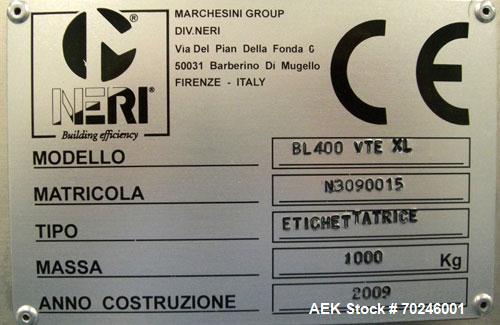 MARCHESINI GROUP
DIV.NERI
Via Del Pian Della Fonda
50031 Barberino Di Mugello
FIRENZE - ITALY
NERI®
Building efficiency
CE
MODELLO BL400 VTE XL
MATRICOLA N3090015
TIPO ETICHETTATRICE
MASSA 1000 Kg
ANNO COSTRUZIONE 2009
AEK Stock# 70246001